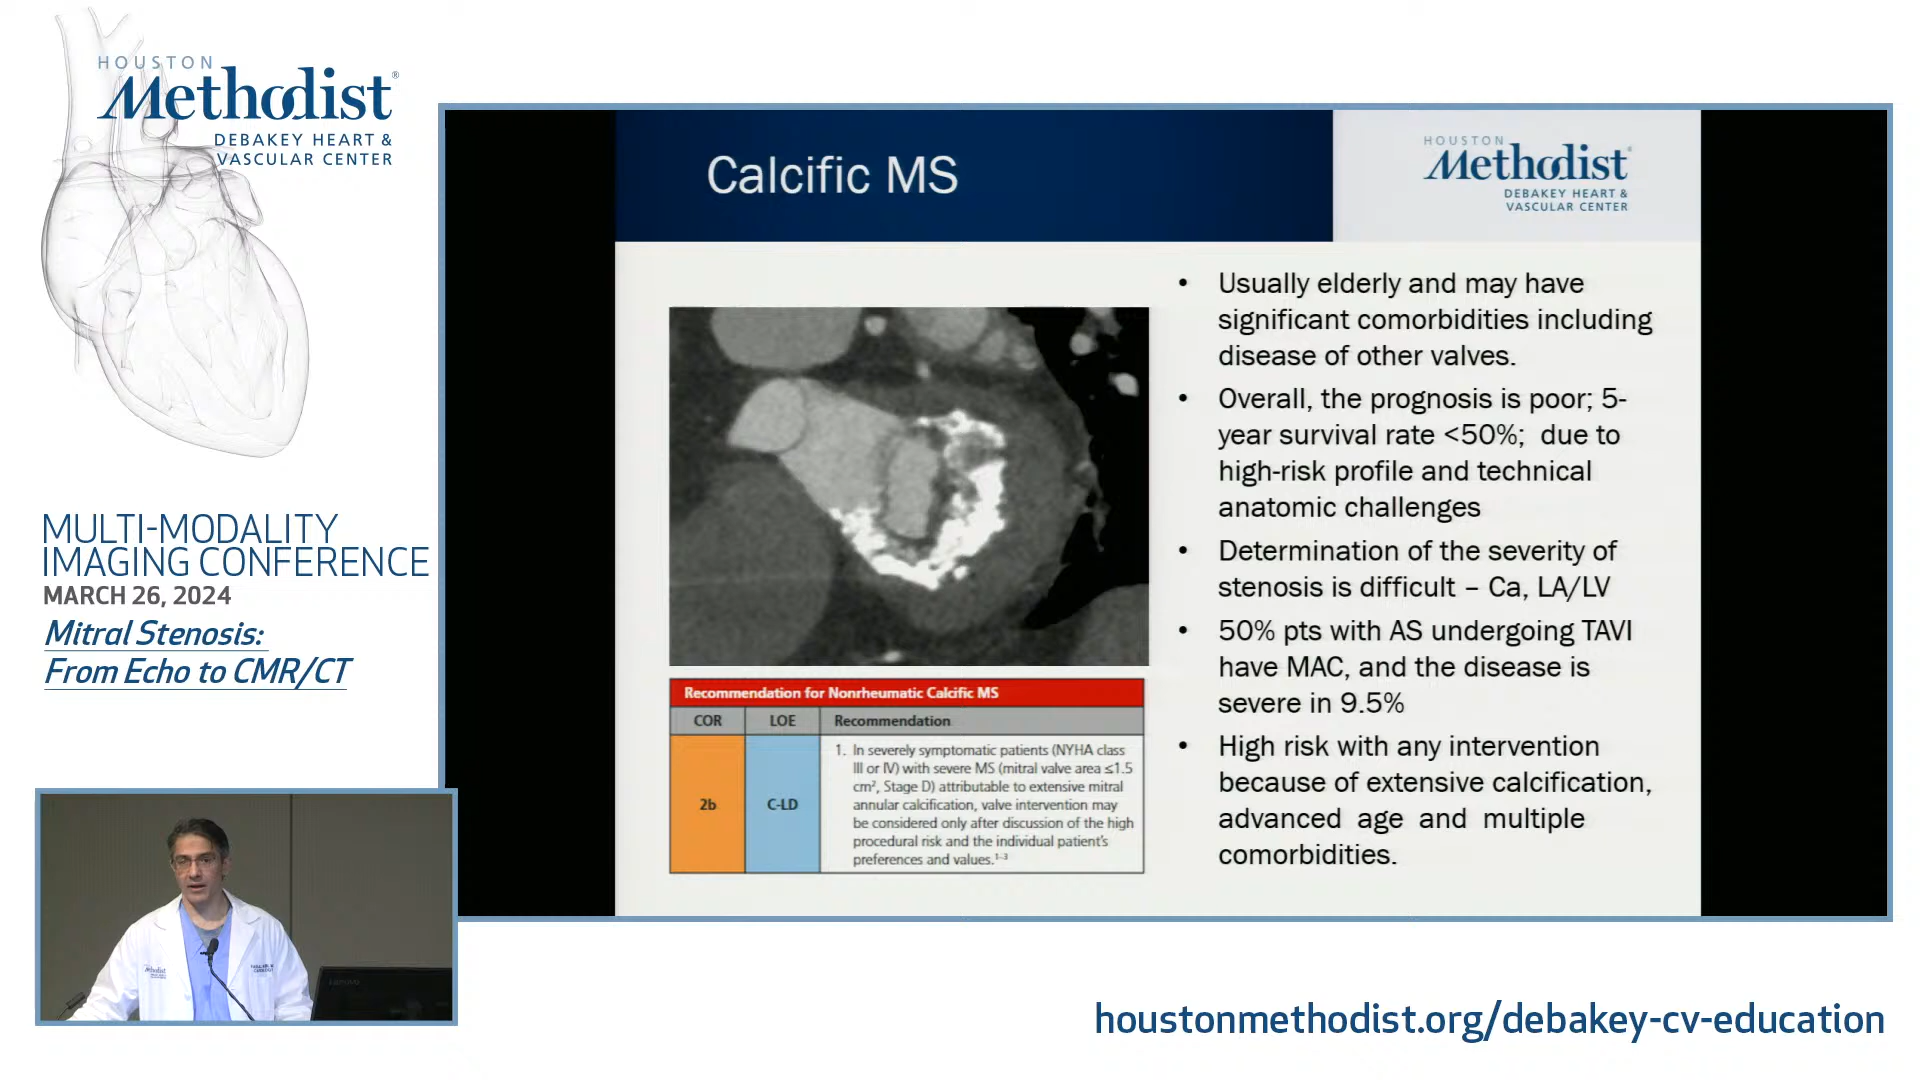 HOUSTON
Methodist®
DEBAKEY HEART &
VASCULAR CENTER
MULTI-MODALITY
IMAGING CONFERENCE
MARCH 26, 2024
Mitral Stenosis:
From Echo to CMR/CT
Calcific MS
HOUSTON
Methodist®
DEBAKEY HEART &
VASCULAR CENTER
• Usually elderly and may have
significant comorbidities including
disease of other valves.
• Overall, the prognosis is poor; 5-
year survival rate <50%; due to
high-risk profile and technical
anatomic challenges
• Determination of the severity of
stenosis is difficult – Ca, LA/LV
• 50% pts with AS undergoing TAVI
have MAC, and the disease is
severe in 9.5%
• High risk with any intervention
because of extensive calcification,
advanced age and multiple
comorbidities.
Recommendation for Nonrheumatic Calcific MS
COR LOE Recommendation
2b C-LD
1. In severely symptomatic patients (NYHA class
III or IV) with severe MS (mitral valve area ≤1.5
cm², Stage D) attributable to extensive mitral
annular calcification, valve intervention may
be considered only after discussion of the high
procedural risk and the individual patient's
preferences and values.¹⁻³
Methodist
lenovo
houstonmethodist.org/debakey-cv-education